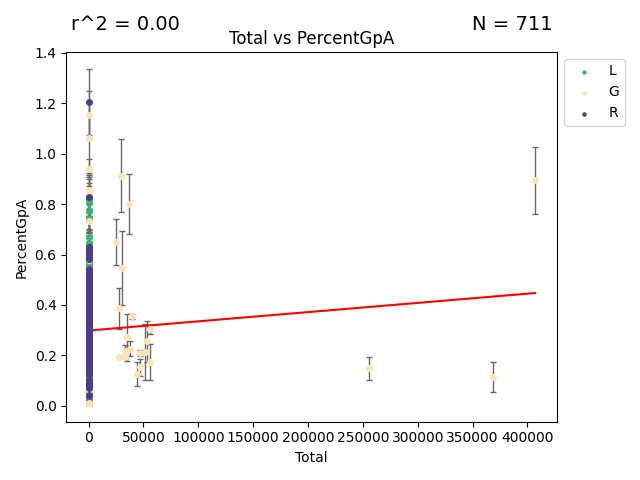 r^2 = 0.00
N = 711
Total vs PercentGpA
L
G
R
PercentGpA
1.4
1.2
1.0
0.8
0.6
0.4
0.2
0.0
0 50000 100000 150000 200000 250000 300000 350000 400000
Total